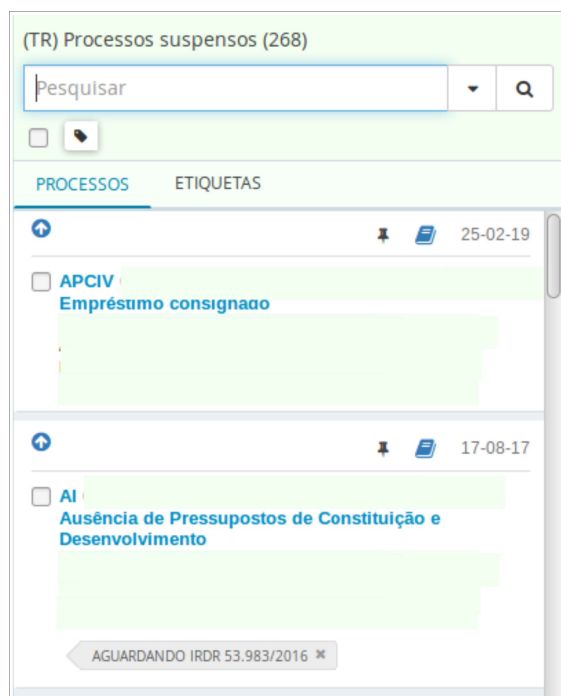 (TR) Processos suspensos (268)
Pesquisar
PROCESSOS ETIQUETAS
25-02-19
APCIV
Empréstimo consignado
17-08-17
AI
Ausência de Pressupostos de Constituição e
Desenvolvimento
AGUARDANDO IRDR 53.983/2016 ×